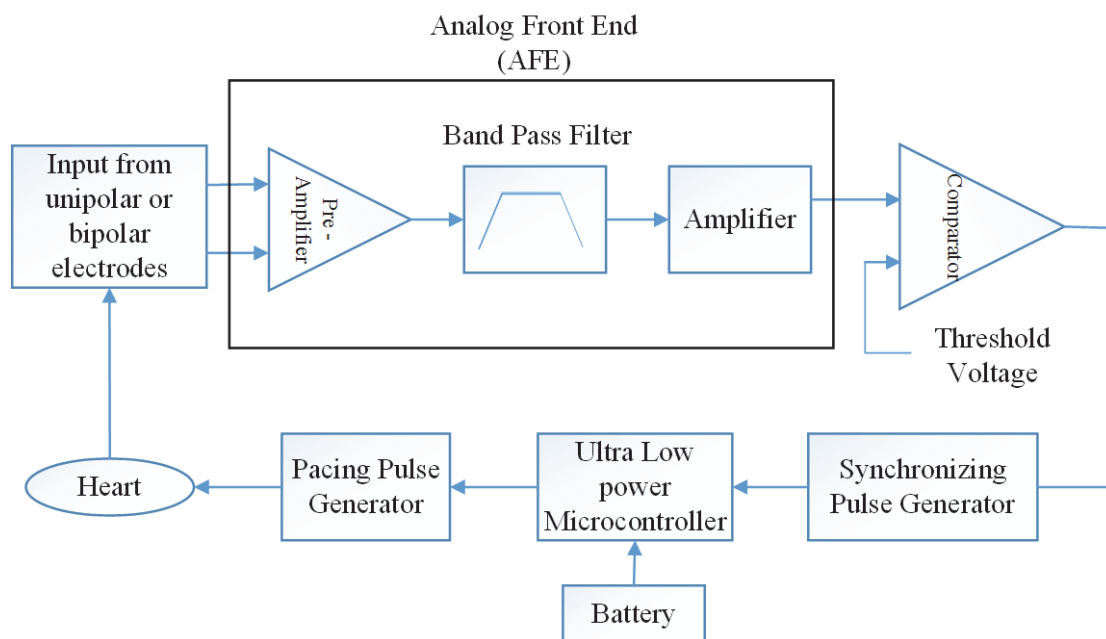 Analog Front End
(AFE)
Input from
unipolar or
bipolar
electrodes
Pre -
Amplifier
Band Pass Filter
Amplifier
Comparator
Threshold
Voltage
Heart
Pacing Pulse
Generator
Ultra Low
power
Microcontroller
Synchronizing
Pulse Generator
Battery